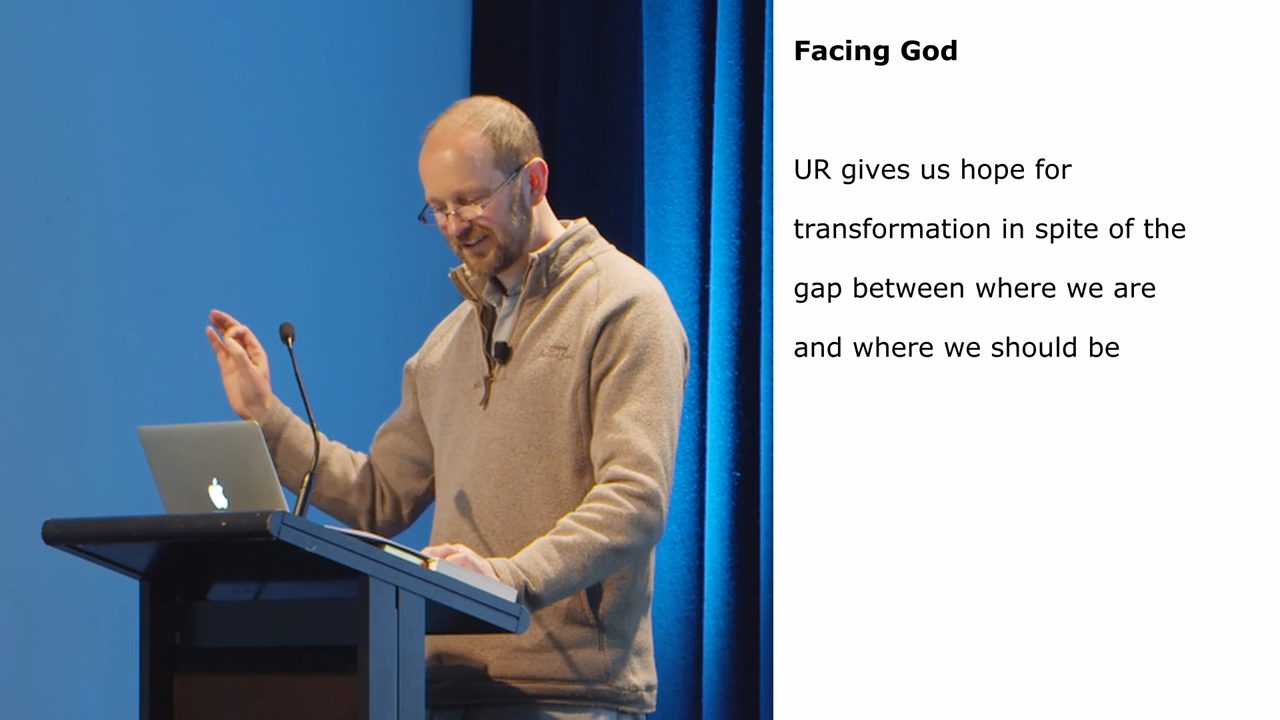 Facing God
UR gives us hope for
transformation in spite of the
gap between where we are
and where we should be